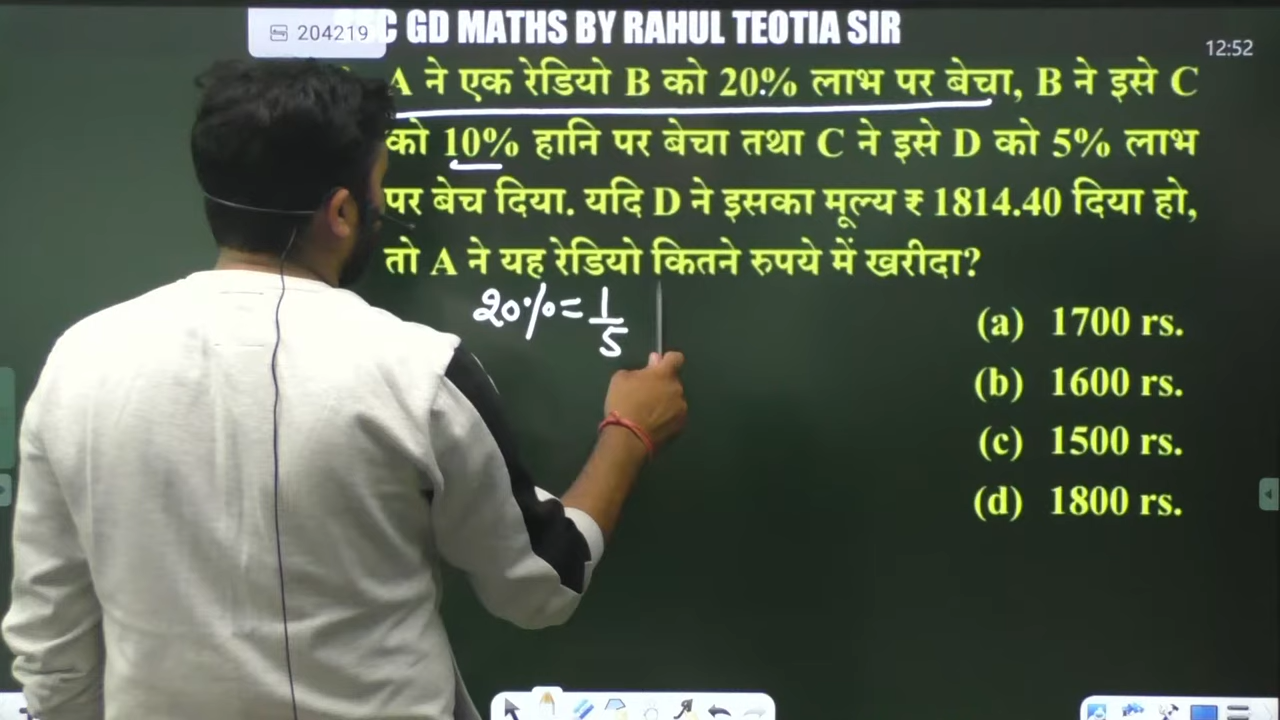 204219
C GD MATHS BY RAHUL TEOTIA SIR
12:52
A ने एक रेडियो B को 20% लाभ पर बेचा, B ने इसे C
को 10% हानि पर बेचा तथा C ने इसे D को 5% लाभ
पर बेच दिया. यदि D ने इसका मूल्य ₹ 1814.40 दिया हो,
तो A ने यह रेडियो कितने रुपये में खरीदा?
20% = 1/5
(a) 1700 rs.
(b) 1600 rs.
(c) 1500 rs.
(d) 1800 rs.